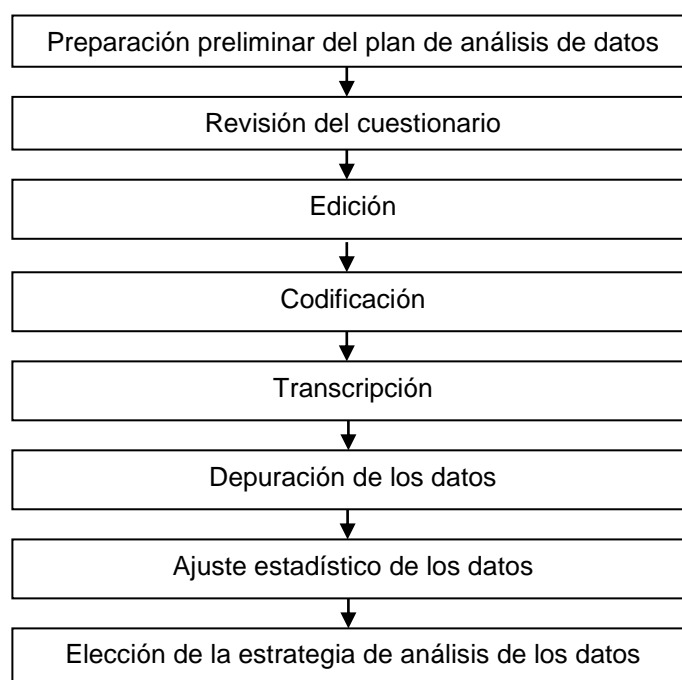 Preparación preliminar del plan de análisis de datos
Revisión del cuestionario
Edición
Codificación
Transcripción
Depuración de los datos
Ajuste estadístico de los datos
Elección de la estrategia de análisis de los datos